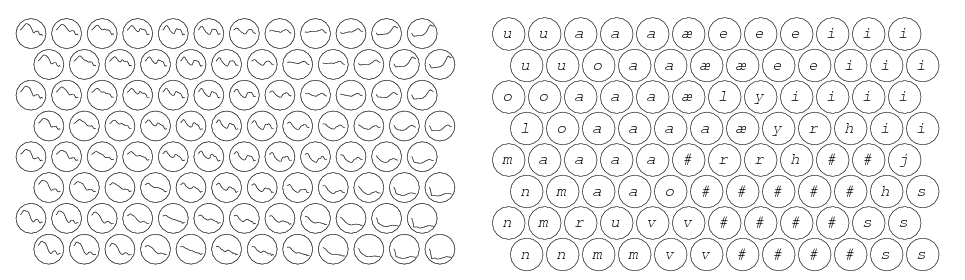 u u a a a æ e e e i i i
u u o a a æ æ e e i i i
o o a a a æ l y i i i i
l o a a a a æ y r h i i
m a a a a # r r h # # j
n m a a o # # # # # h s
n m r u v v # # # # s s
n n m m v v # # # # s s